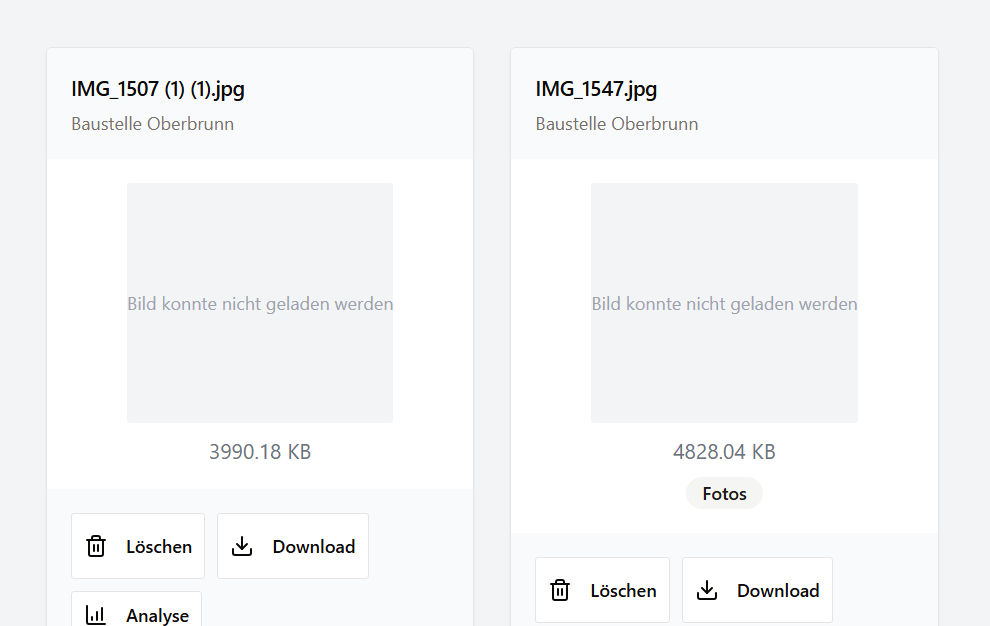 IMG_1507 (1) (1).jpg
Baustelle Oberbrunn
Bild konnte nicht geladen werden
3990.18 KB
Löschen
Download
Analyse
IMG_1547.jpg
Baustelle Oberbrunn
Bild konnte nicht geladen werden
4828.04 KB
Fotos
Löschen
Download